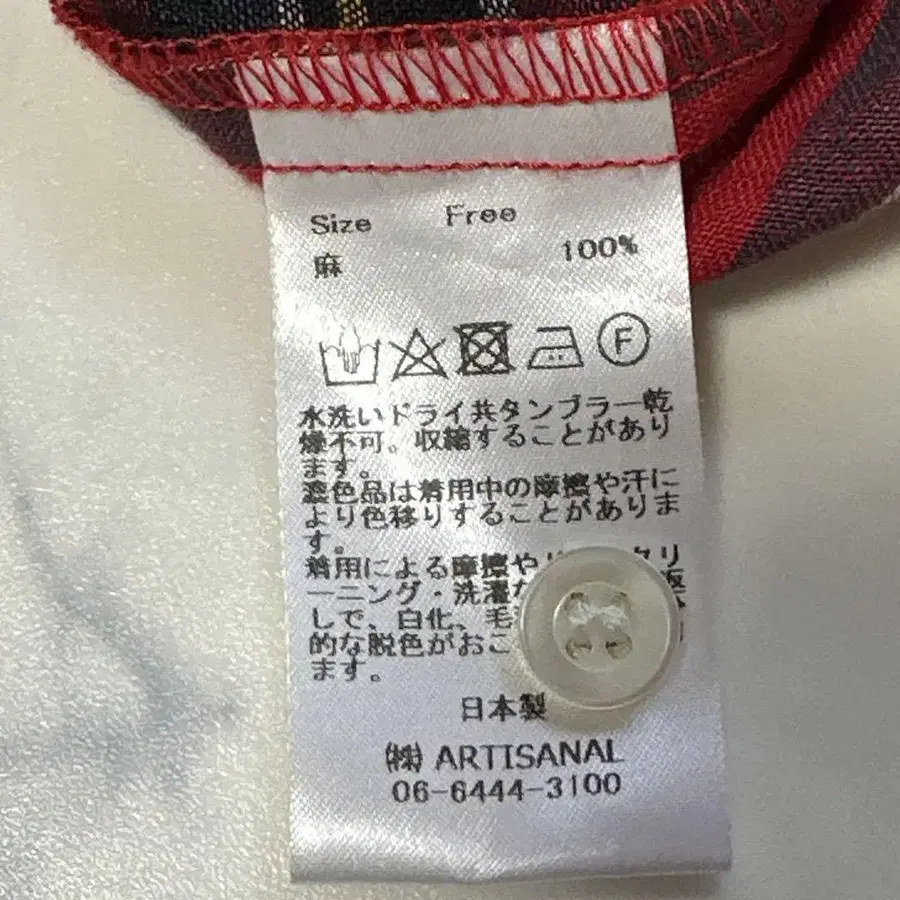 Size Free
麻 100%
F
水洗いドライ共タンブラー乾
燥不可。収縮することがあり
ます。
濃色品は着用中の摩擦や汗に
より色移りすることがありま
す。
着用による摩擦や クリ
ーニング・洗濯
しで、白化、毛
的な脱色がおこ
ます。
日本製
㈱ ARTISANAL
06-6444-3100